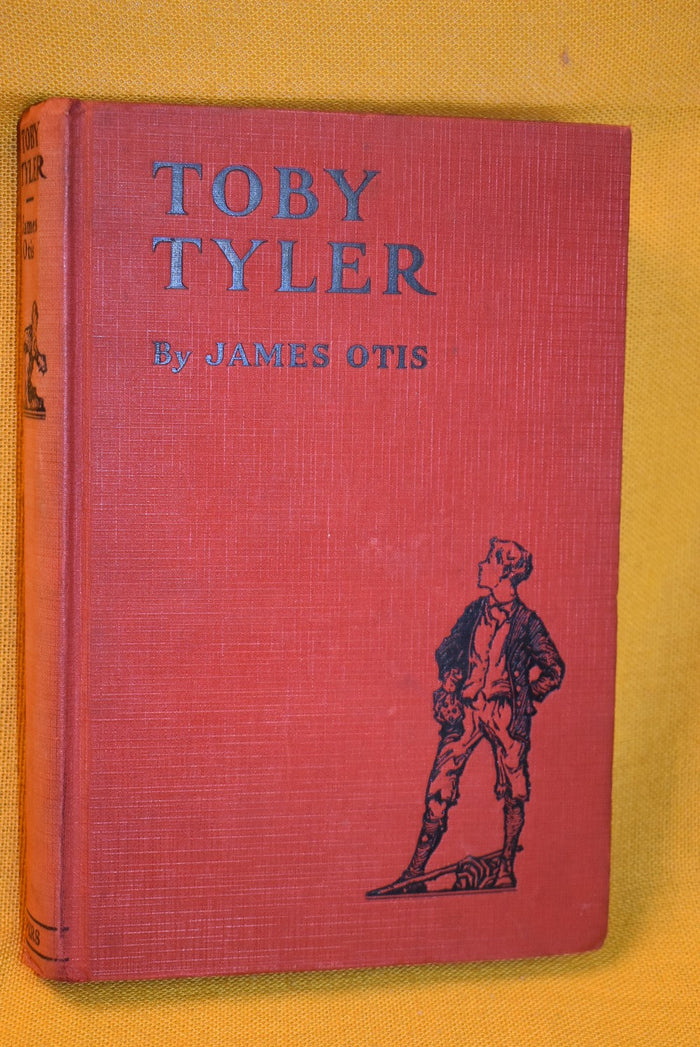 TOBY
TYLER
By JAMES OTIS
TOBY
TYLER
James
Otis